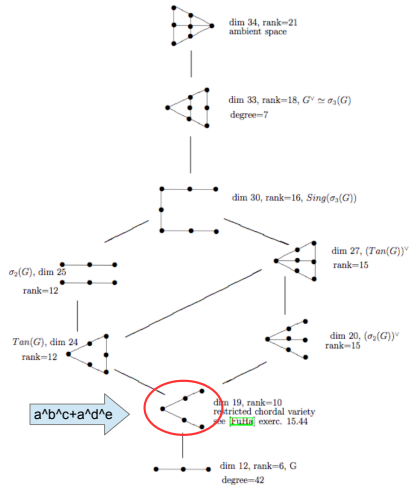 dim 34, rank=21
ambient space
dim 33, rank=18, G^∨ ≃ σ₃(G)
degree=7
dim 30, rank=16, Sing(σ₃(G))
dim 27, (Tan(G))^∨
rank=15
σ₂(G), dim 25
rank=12
Tan(G), dim 24
rank=12
dim 20, (σ₂(G))^∨
rank=15
a^b^c+a^d^e
dim 19, rank=10
restricted chordal variety
see FuHa exerc. 15.44
dim 12, rank=6, G
degree=42